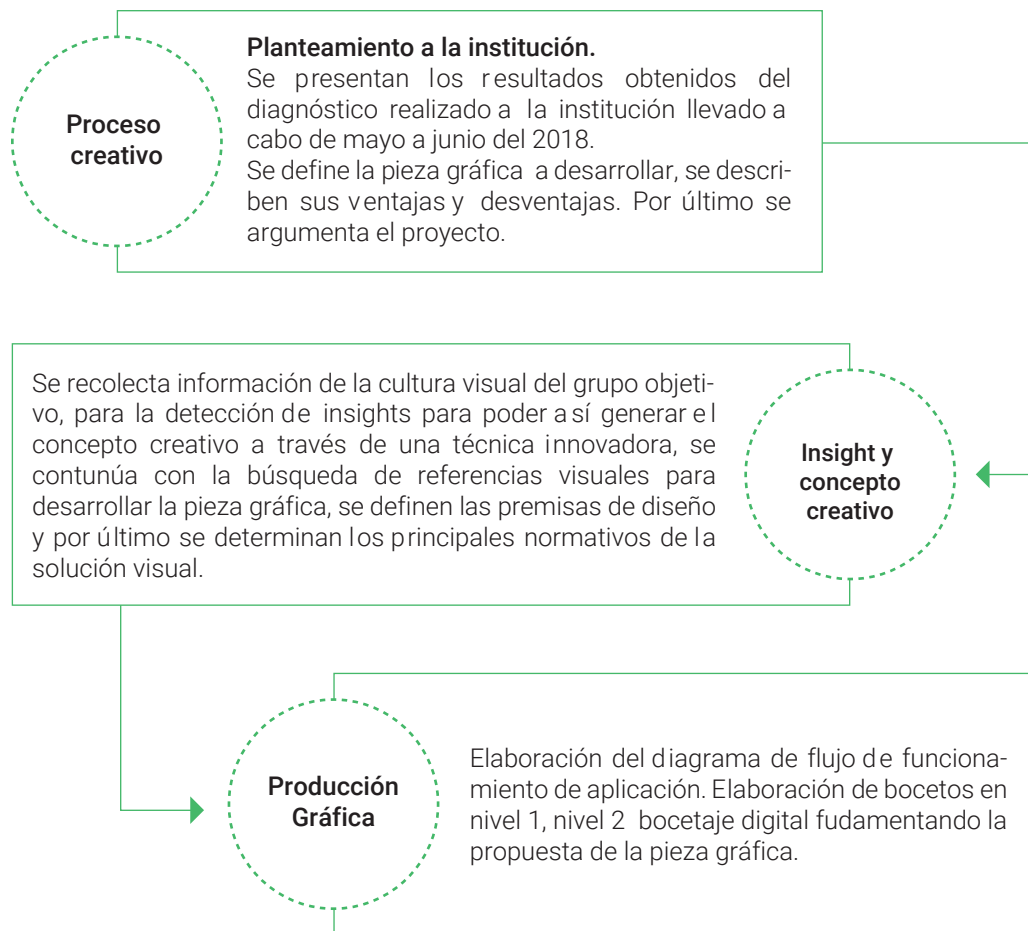 Proceso
creativo
Planteamiento a la institución.
Se presentan los resultados obtenidos del
diagnóstico realizado a la institución llevado a
cabo de mayo a junio del 2018.
Se define la pieza gráfica a desarrollar, se descri-
ben sus ventajas y desventajas. Por último se
argumenta el proyecto.
Se recolecta información de la cultura visual del grupo objeti-
vo, para la detección de insights para poder así generar el
concepto creativo a través de una técnica innovadora, se
contunúa con la búsqueda de referencias visuales para
desarrollar la pieza gráfica, se definen las premisas de diseño
y por último se determinan los principales normativos de la
solución visual.
Insight y
concepto
creativo
Producción
Gráfica
Elaboración del diagrama de flujo de funciona-
miento de aplicación. Elaboración de bocetos en
nivel 1, nivel 2 bocetaje digital fudamentando la
propuesta de la pieza gráfica.